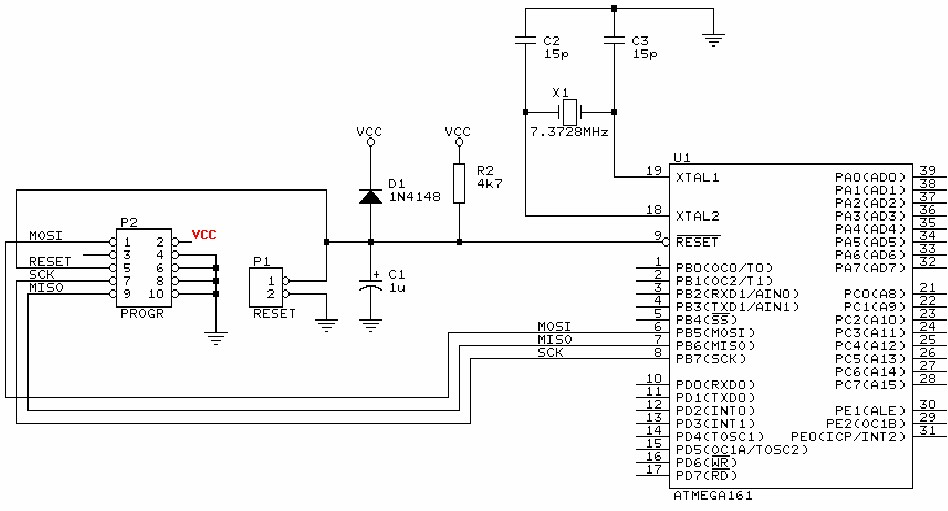 C2
15p
C3
15p
X1
7.3728MHz
VCC
VCC
D1
1N4148
R2
4k7
C1
1u
+
P2
VCC
MOSI
RESET
SCK
MISO
1 2
3 4
5 6
7 8
9 10
PROGR
P1
1
2
RESET
MOSI
MISO
SCK
U1
19 XTAL1
18 XTAL2
9 RESET
1 PB0(OC0/T0)
2 PB1(OC2/T1)
3 PB2(RXD1/AIN0)
4 PB3(TXD1/AIN1)
5 PB4(SS)
6 PB5(MOSI)
7 PB6(MISO)
8 PB7(SCK)
10 PD0(RXD0)
11 PD1(TXD0)
12 PD2(INT0)
13 PD3(INT1)
14 PD4(TOSC1)
15 PD5(OC1A/TOSC2)
16 PD6(WR)
17 PD7(RD)
PA0(AD0) 39
PA1(AD1) 38
PA2(AD2) 37
PA3(AD3) 36
PA4(AD4) 35
PA5(AD5) 34
PA6(AD6) 33
PA7(AD7) 32
PC0(A8) 21
PC1(A9) 22
PC2(A10) 23
PC3(A11) 24
PC4(A12) 25
PC5(A13) 26
PC6(A14) 27
PC7(A15) 28
PE1(ALE) 30
PE2(OC1B) 29
PE0(ICP/INT2) 31
ATMEGA161